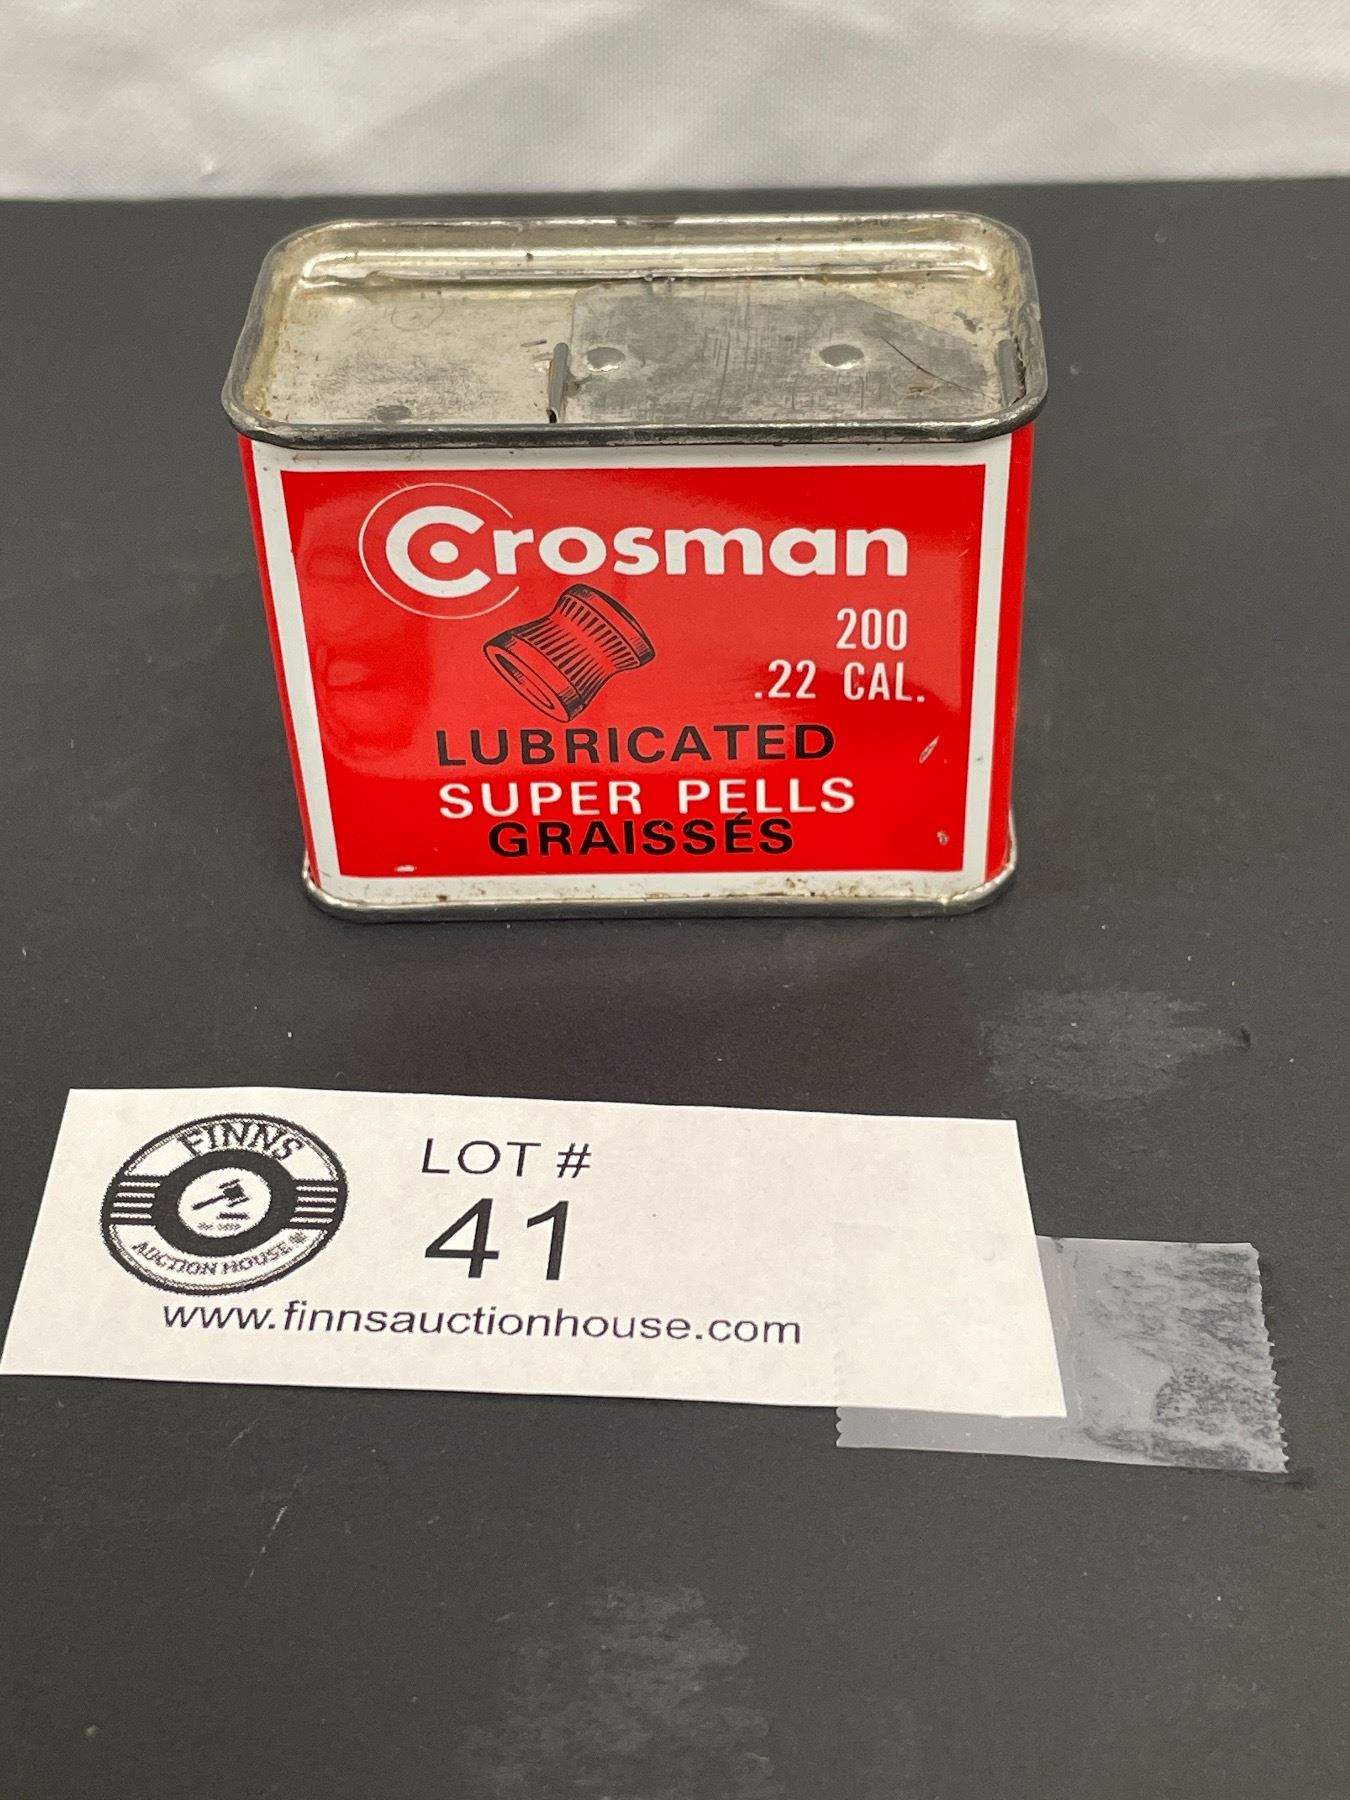 Crosman
200
.22 CAL.
LUBRICATED
SUPER PELLS
GRAISSÉS
FINNS
AUCTION HOUSE
LOT #
41
www.finnsauctionhouse.com